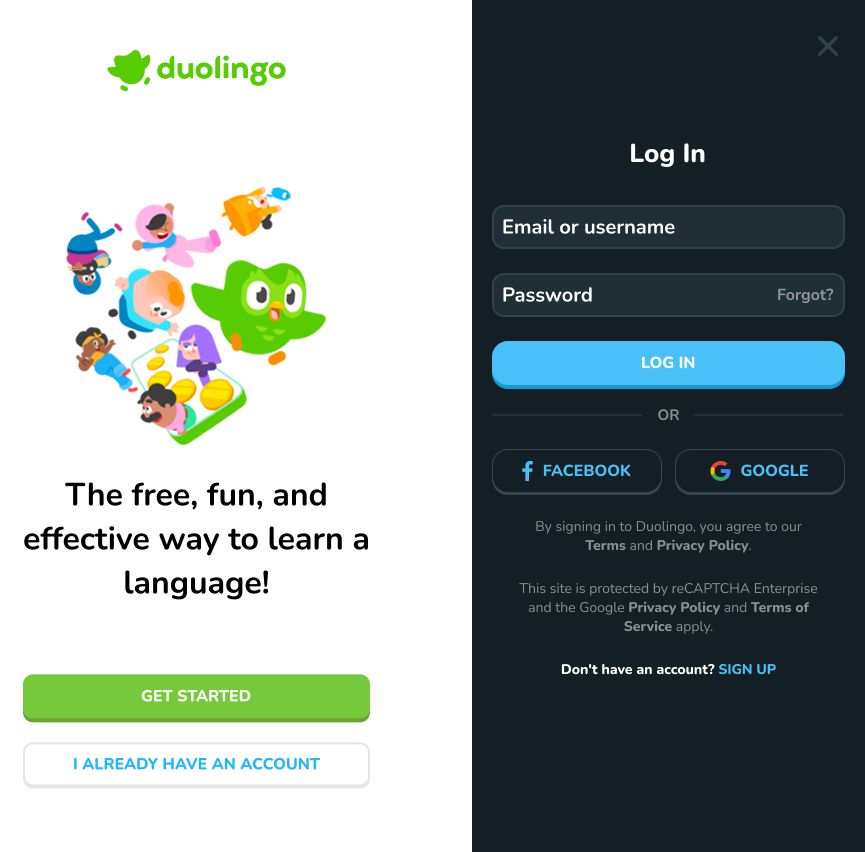 duolingo
The free, fun, and
effective way to learn a
language!
GET STARTED
I ALREADY HAVE AN ACCOUNT
Log In
Email or username
Password
Forgot?
LOG IN
OR
FACEBOOK
GOOGLE
By signing in to Duolingo, you agree to our
Terms and Privacy Policy.
This site is protected by reCAPTCHA Enterprise
and the Google Privacy Policy and Terms of
Service apply.
Don't have an account? SIGN UP